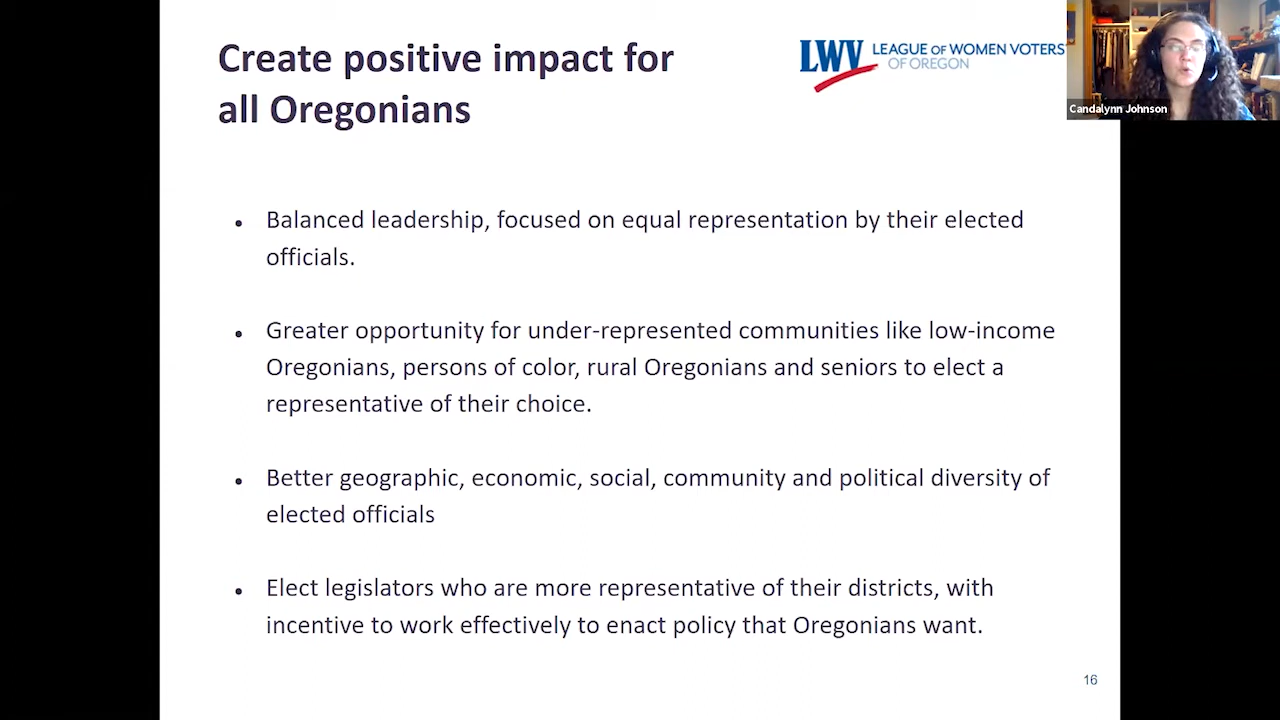 Create positive impact for
all Oregonians
LWV LEAGUE OF WOMEN VOTERS
OF OREGON
Candalynn Johnson
• Balanced leadership, focused on equal representation by their elected
officials.
• Greater opportunity for under-represented communities like low-income
Oregonians, persons of color, rural Oregonians and seniors to elect a
representative of their choice.
• Better geographic, economic, social, community and political diversity of
elected officials
• Elect legislators who are more representative of their districts, with
incentive to work effectively to enact policy that Oregonians want.
16